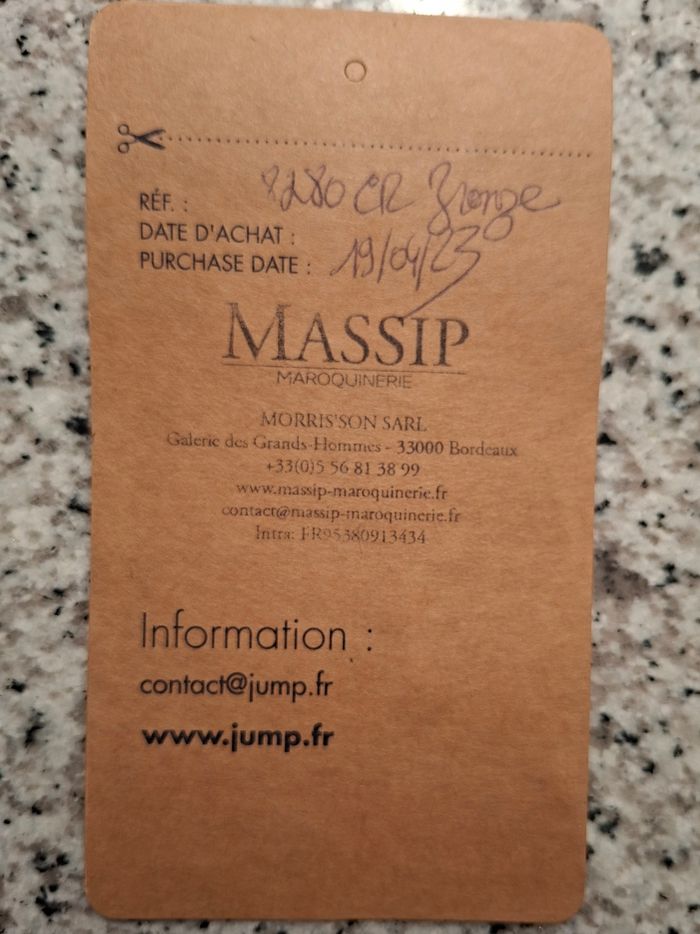 RÉF. : 8280 CR Bronze
DATE D'ACHAT :
PURCHASE DATE : 19/04/23
MASSIP
MAROQUINERIE
MORRIS'SON SARL
Galerie des Grands-Hommes - 33000 Bordeaux
+33(0)5 56 81 38 99
www.massip-maroquinerie.fr
contact@massip-maroquinerie.fr
Intra: FR95380913434
Information :
contact@jump.fr
www.jump.fr